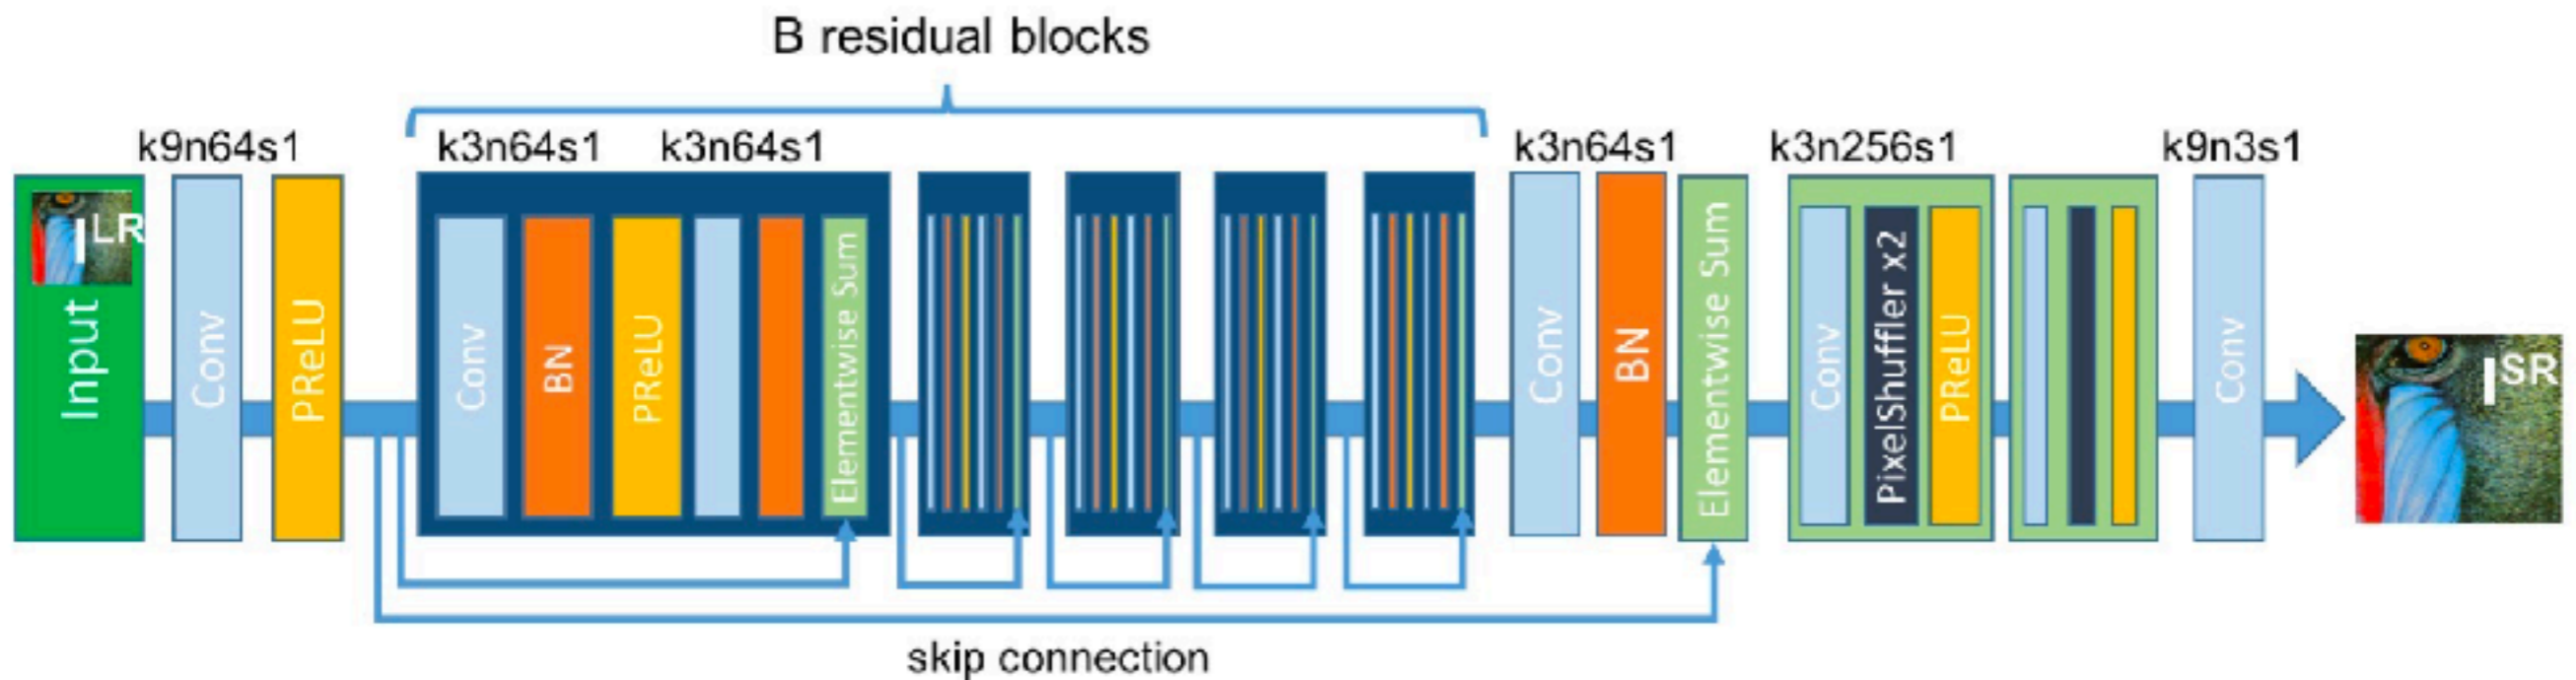 B residual blocks
k9n64s1
k3n64s1
k3n64s1
k3n64s1
k3n256s1
k9n3s1
I LR
Input
Conv
PReLU
Conv
BN
PReLU
Elementwise Sum
Conv
BN
Elementwise Sum
Conv
PixelShuffler x2
PReLU
Conv
I SR
skip connection